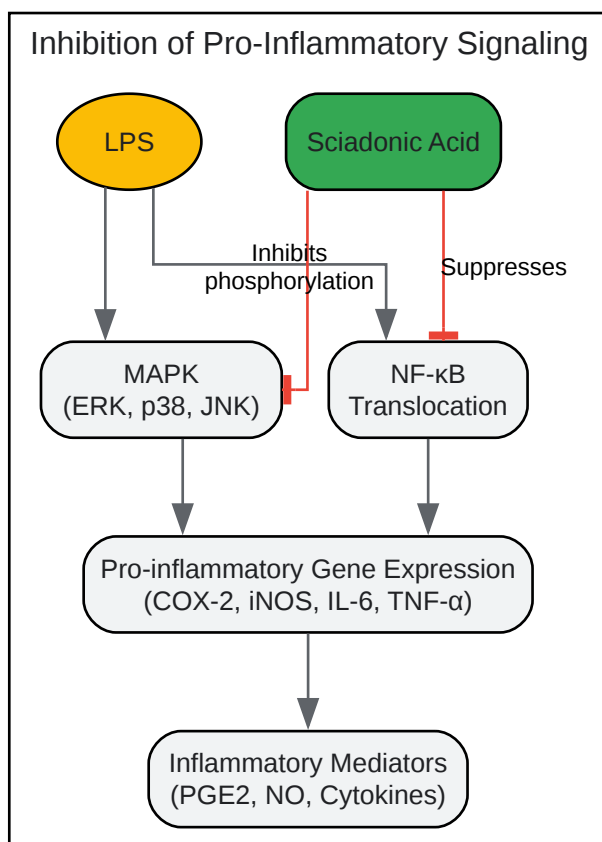 Inhibition of Pro-Inflammatory Signaling
LPS
Sciadonic Acid
Inhibits
phosphorylation
Suppresses
MAPK
(ERK, p38, JNK)
NF-κB
Translocation
Pro-inflammatory Gene Expression
(COX-2, iNOS, IL-6, TNF-α)
Inflammatory Mediators
(PGE2, NO, Cytokines)